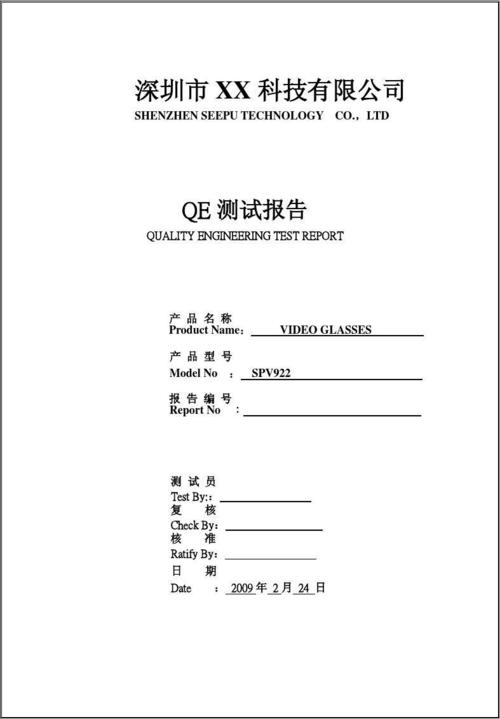 深圳市 XX 科技有限公司
SHENZHEN SEEPU TECHNOLOGY CO.，LTD
QE 测试报告
QUALITY ENGINEERING TEST REPORT
产 品 名 称
Product Name： VIDEO GLASSES
产 品 型 号
Model No ： SPV922
报 告 编 号
Report No ：
测 试 员
Test By:：
复 核
Check By：
核 准
Ratify By：
日 期
Date ： 2009 年 2 月 24 日